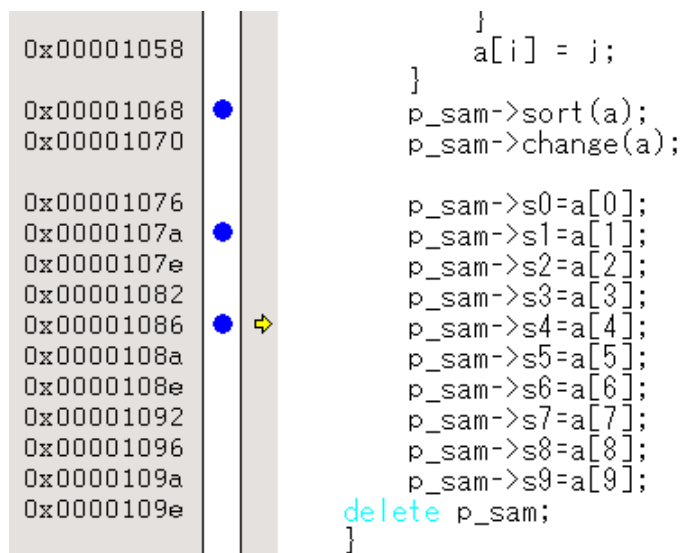 }
0x00001058 a[i] = j;
}
0x00001068 p_sam->sort(a);
0x00001070 p_sam->change(a);
0x00001076 p_sam->s0=a[0];
0x0000107a p_sam->s1=a[1];
0x0000107e p_sam->s2=a[2];
0x00001082 p_sam->s3=a[3];
0x00001086 p_sam->s4=a[4];
0x0000108a p_sam->s5=a[5];
0x0000108e p_sam->s6=a[6];
0x00001092 p_sam->s7=a[7];
0x00001096 p_sam->s8=a[8];
0x0000109a p_sam->s9=a[9];
0x0000109e delete p_sam;
}